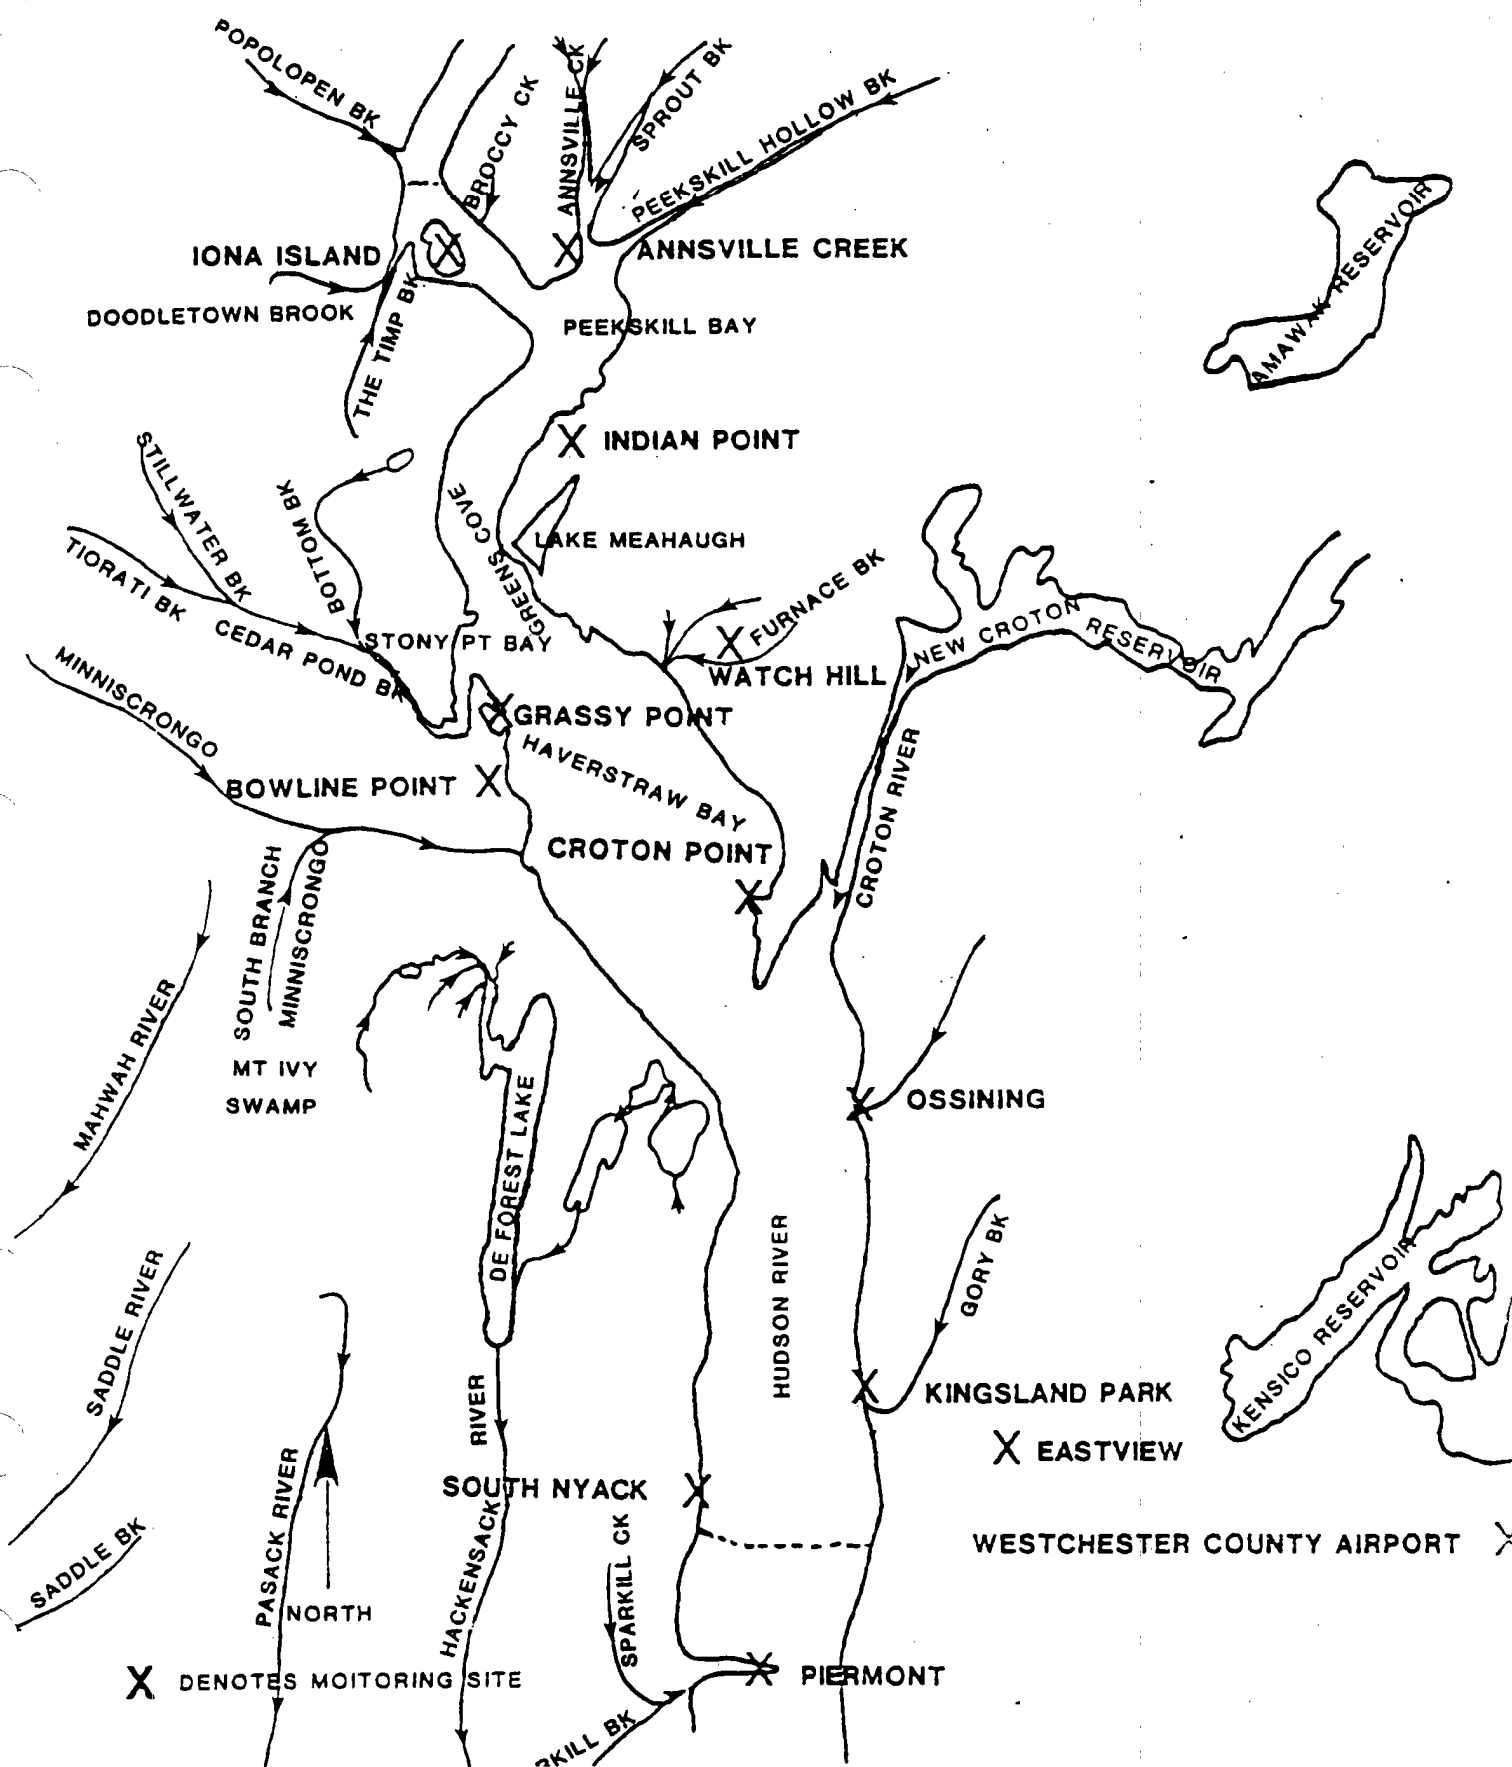 POPOLOPEN BK
BROCCY CK
ANNSVILLE CK
SPROUT BK
PEEKSKILL HOLLOW BK
IONA ISLAND
ANNSVILLE CREEK
DOODLETOWN BROOK
THE TIMP BK
PEEKSKILL BAY
AMAWAK RESERVOIR
X INDIAN POINT
STILLWATER BK
BOTTOM BK
GREENS COVE
LAKE MEAHAUGH
TIORATI BK
CEDAR POND BK
STONY PT BAY
FURNACE BK
WATCH HILL
NEW CROTON RESERVOIR
MINNISCRONGO
GRASSY POINT
HAVERSTRAW BAY
BOWLINE POINT X
CROTON RIVER
CROTON POINT
SOUTH BRANCH
MINNISCRONGO
MAHWAH RIVER
MT IVY
SWAMP
DE FOREST LAKE
OSSINING
HUDSON RIVER
GORY BK
KENSICO RESERVOIR
SADDLE RIVER
KINGSLAND PARK
X EASTVIEW
HACKENSACK RIVER
SOUTH NYACK X
WESTCHESTER COUNTY AIRPORT X
SADDLE BK
PASACK RIVER
NORTH
SPARKILL CK
X DENOTES MOITORING SITE
X PIERMONT
RKILL BK